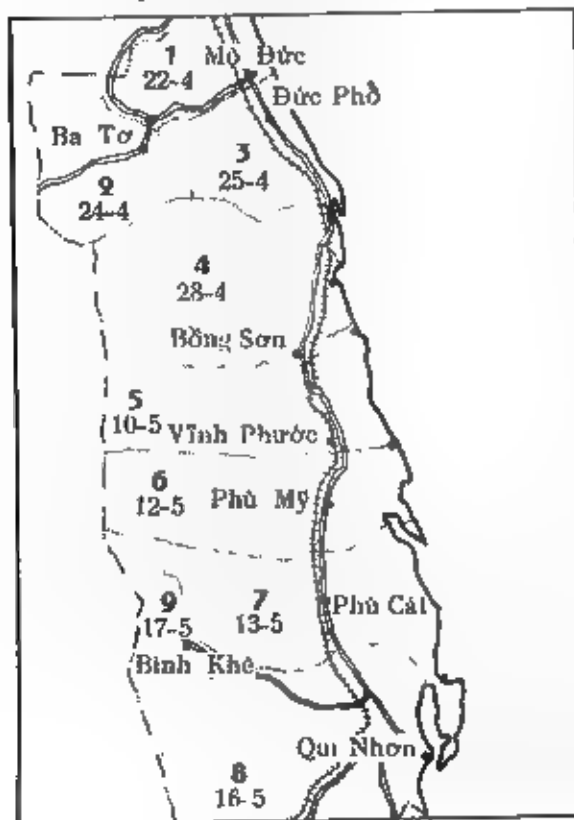 1
Mộ Đức
22-4
Đức Phổ
Ba Tơ
3
25-4
2
24-4
4
28-4
Bồng Sơn
5
10-5
Vĩnh Phước
6
12-5
Phù Mỹ
9
17-5
7
13-5
Phù Cát
Bình Khê
Qui Nhơn
8
16-5